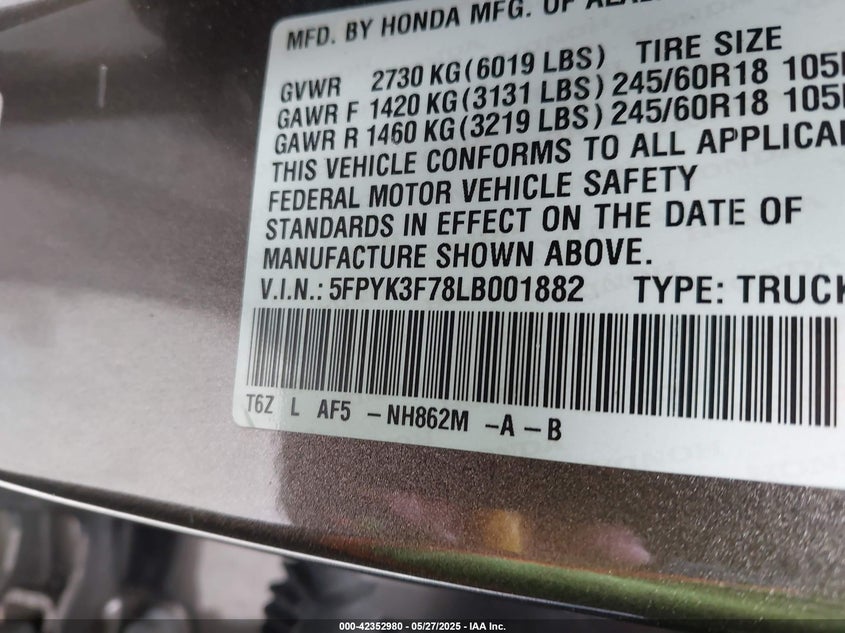 MFD. BY HONDA MFG. OF
GVWR 2730 KG (6019 LBS) TIRE SIZE
GAWR F 1420 KG (3131 LBS) 245/60R18
GAWR R 1460 KG (3219 LBS) 245/60R18
THIS VEHICLE CONFORMS TO ALL
FEDERAL MOTOR VEHICLE SAFETY
STANDARDS IN EFFECT ON THE DATE OF
MANUFACTURE SHOWN ABOVE.
V.I.N.: 5FPYK3F78LB001882 TYPE: TRUCK
T6Z L AF5 - NH862M - A - B
000-42352980 - 05/27/2025 - IAA Inc.